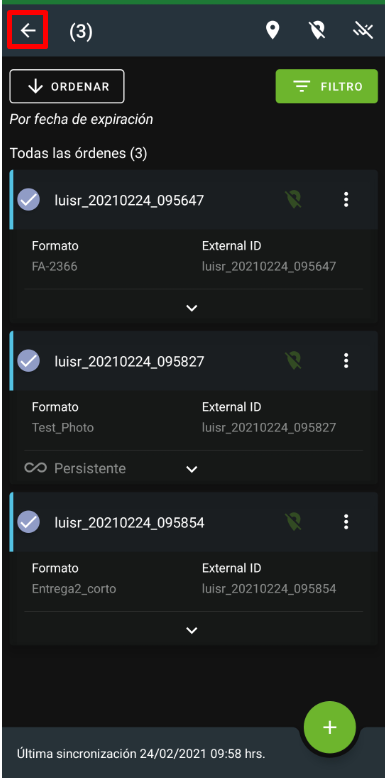 (3)
ORDENAR
FILTRO
Por fecha de expiración
Todas las órdenes (3)
luisr_20210224_095647
Formato External ID
FA-2366 luisr_20210224_095647
luisr_20210224_095827
Formato External ID
Test_Photo luisr_20210224_095827
Persistente
luisr_20210224_095854
Formato External ID
Entrega2_corto luisr_20210224_095854
+
Última sincronización 24/02/2021 09:58 hrs.